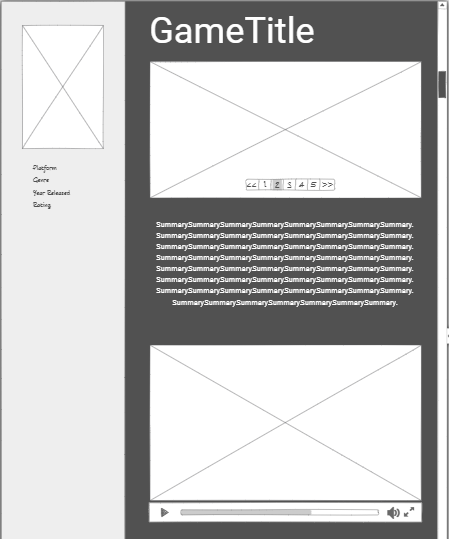 GameTitle
Platform
Genre
Year Released
Rating
<< 1 2 3 4 5 >>
SummarySummarySummarySummarySummarySummarySummarySummary.
SummarySummarySummarySummarySummarySummarySummarySummary.
SummarySummarySummarySummarySummarySummarySummarySummary.
SummarySummarySummarySummarySummarySummarySummarySummary.
SummarySummarySummarySummarySummarySummarySummarySummary.
SummarySummarySummarySummarySummarySummarySummarySummary.
SummarySummarySummarySummarySummarySummarySummarySummary.
SummarySummarySummarySummarySummarySummarySummary.